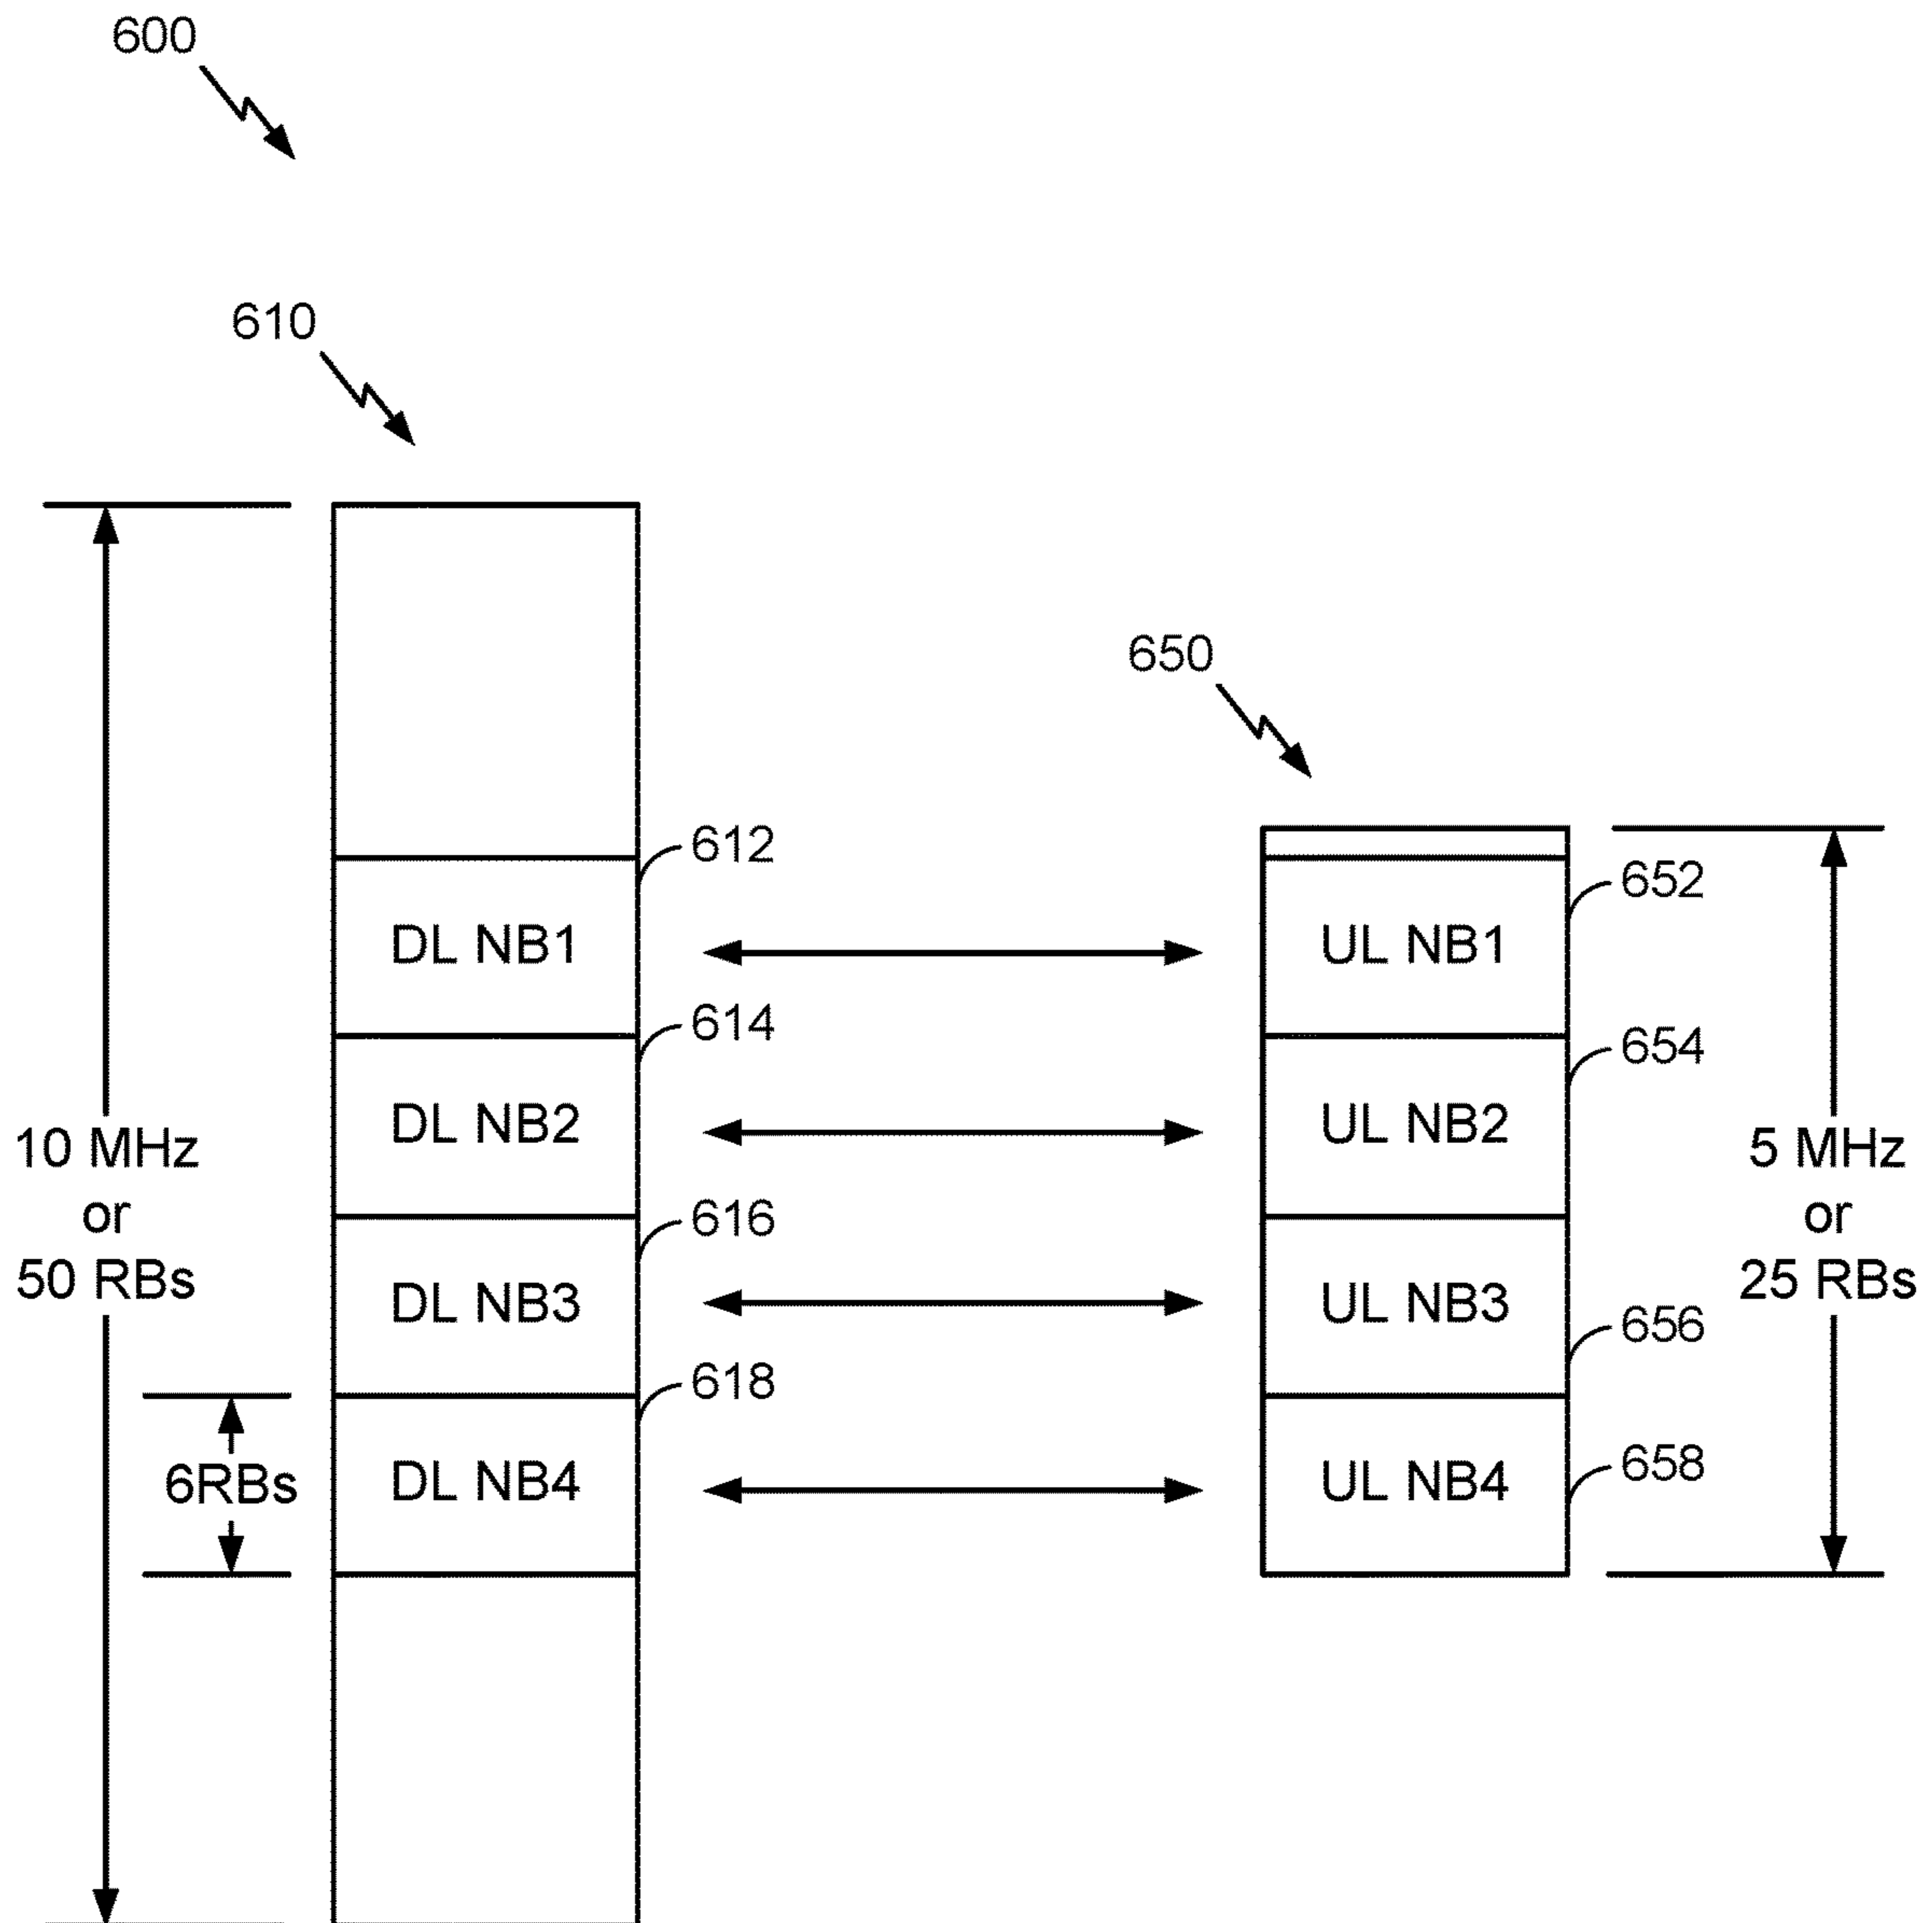 600
610
650
612
652
DL NB1
UL NB1
614
654
DL NB2
UL NB2
10 MHz
or
50 RBs
5 MHz
or
25 RBs
616
656
DL NB3
UL NB3
618
658
6RBs
DL NB4
UL NB4